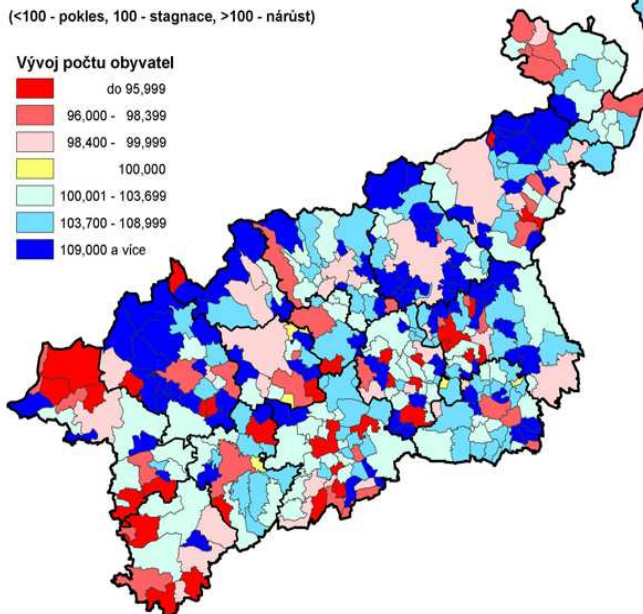 (<100 - pokles, 100 - stagnace, >100 - nárůst)
Vývoj počtu obyvatel
do 95,999
96,000 - 98,399
98,400 - 99,999
100,000
100,001 - 103,699
103,700 - 108,999
109,000 a více